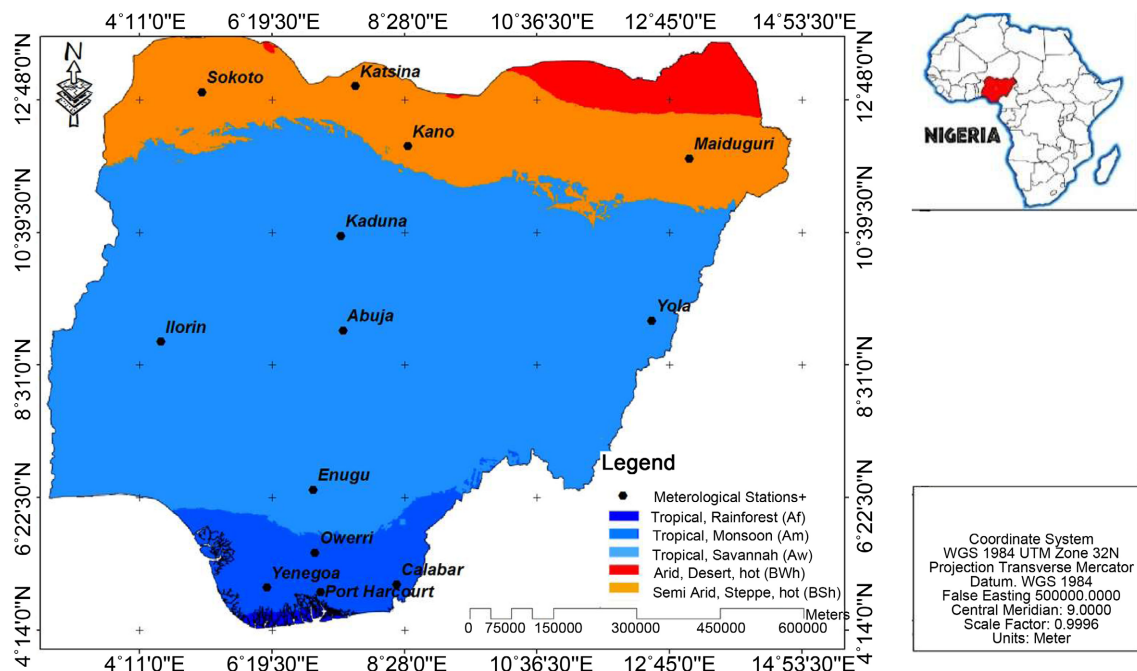 4°11'0"E 6°19'30"E 8°28'0"E 10°36'30"E 12°45'0"E 14°53'30"E
N
12°48'0"N
10°39'30"N
8°31'0"N
6°22'30"N
4°14'0"N
Sokoto
Katsina
Kano
Maiduguri
Kaduna
Ilorin
Abuja
Yola
Enugu
Owerri
Yenegoa
Port Harcourt
Calabar
Legend
Meterological Stations+
Tropical, Rainforest (Af)
Tropical, Monsoon (Am)
Tropical, Savannah (Aw)
Arid, Desert, hot (BWh)
Semi Arid, Steppe, hot (BSh)
Meters
0 75000 150000 300000 450000 600000
12°48'0"N
10°39'30"N
8°31'0"N
6°22'30"N
4°14'0"N
4°11'0"E 6°19'30"E 8°28'0"E 10°36'30"E 12°45'0"E 14°53'30"E
NIGERIA
Coordinate System
WGS 1984 UTM Zone 32N
Projection Transverse Mercator
Datum. WGS 1984
False Easting 500000.0000
Central Meridian: 9.0000
Scale Factor: 0.9996
Units: Meter